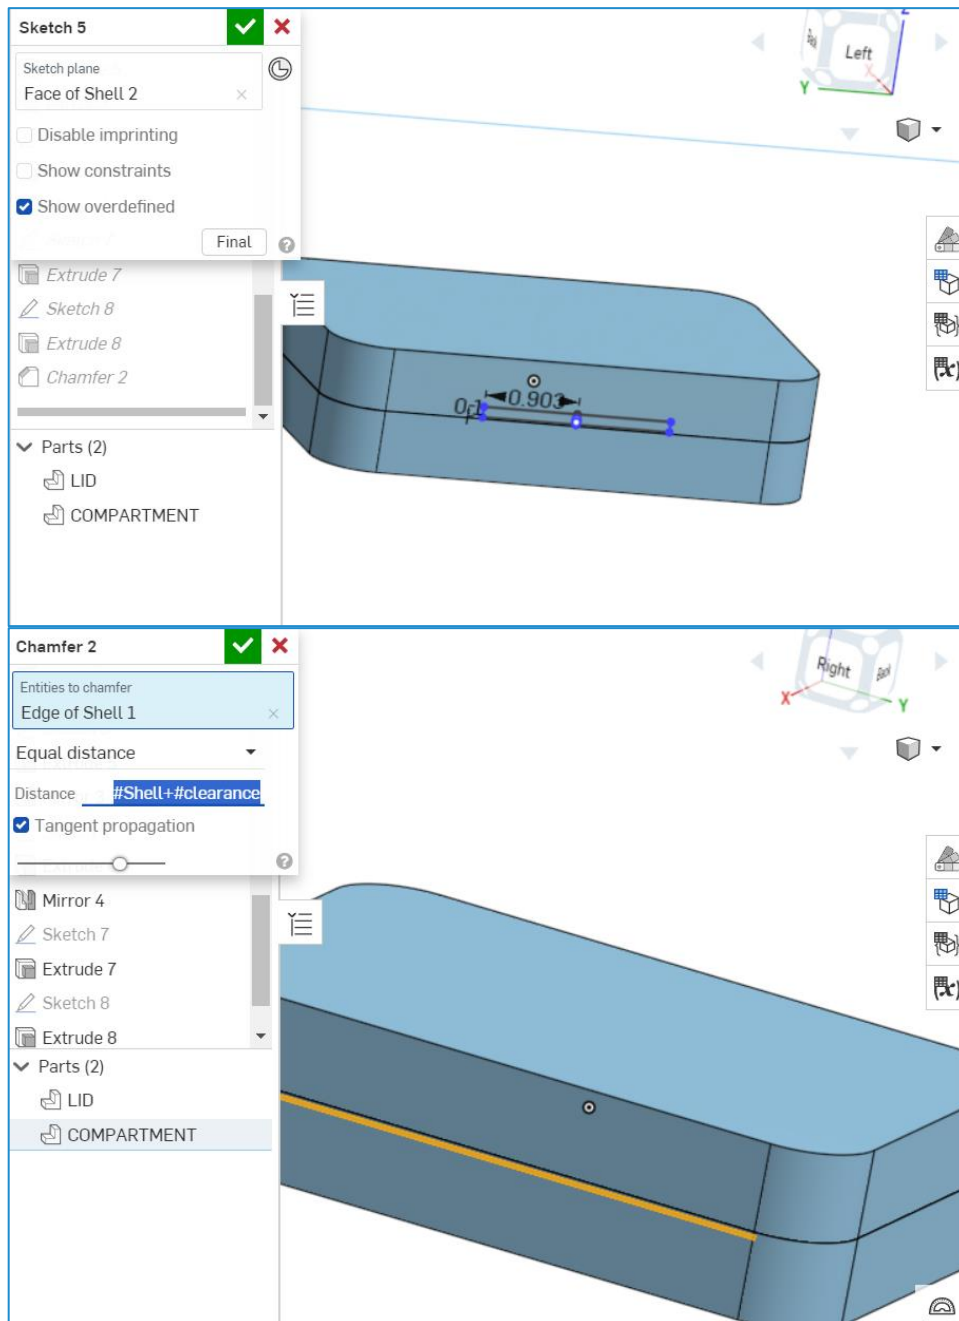 Sketch 5
Sketch plane
Face of Shell 2
Disable imprinting
Show constraints
Show overdefined
Final
Extrude 7
Sketch 8
Extrude 8
Chamfer 2
Parts (2)
LID
COMPARTMENT
Left
X
Y
0.903
0.1
Chamfer 2
Entities to chamfer
Edge of Shell 1
Equal distance
Distance #Shell+#clearance
Tangent propagation
Mirror 4
Sketch 7
Extrude 7
Sketch 8
Extrude 8
Parts (2)
LID
COMPARTMENT
Right
Back
X
Y